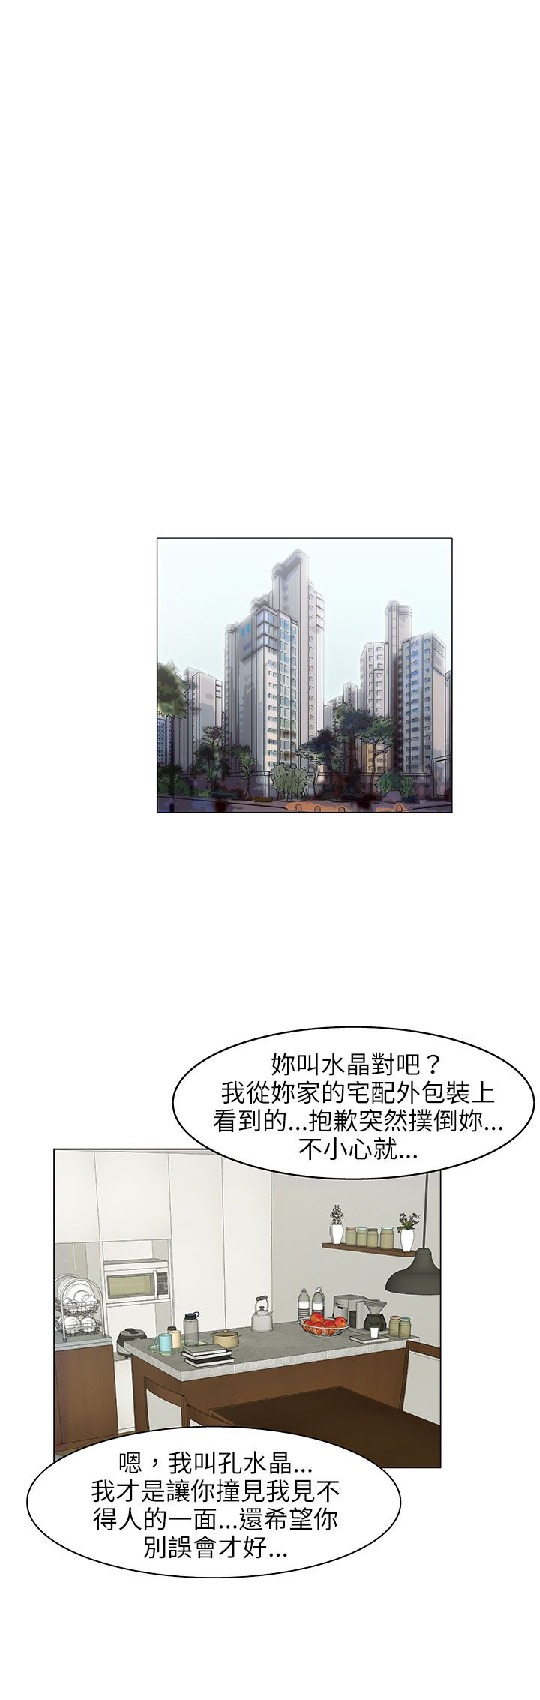 妳叫水晶對吧？
我從妳家的宅配外包裝上
看到的...抱歉突然撲倒妳...
不小心就...
嗯，我叫孔水晶...
我才是讓你撞見我見不
得人的一面...還希望你
別誤會才好...